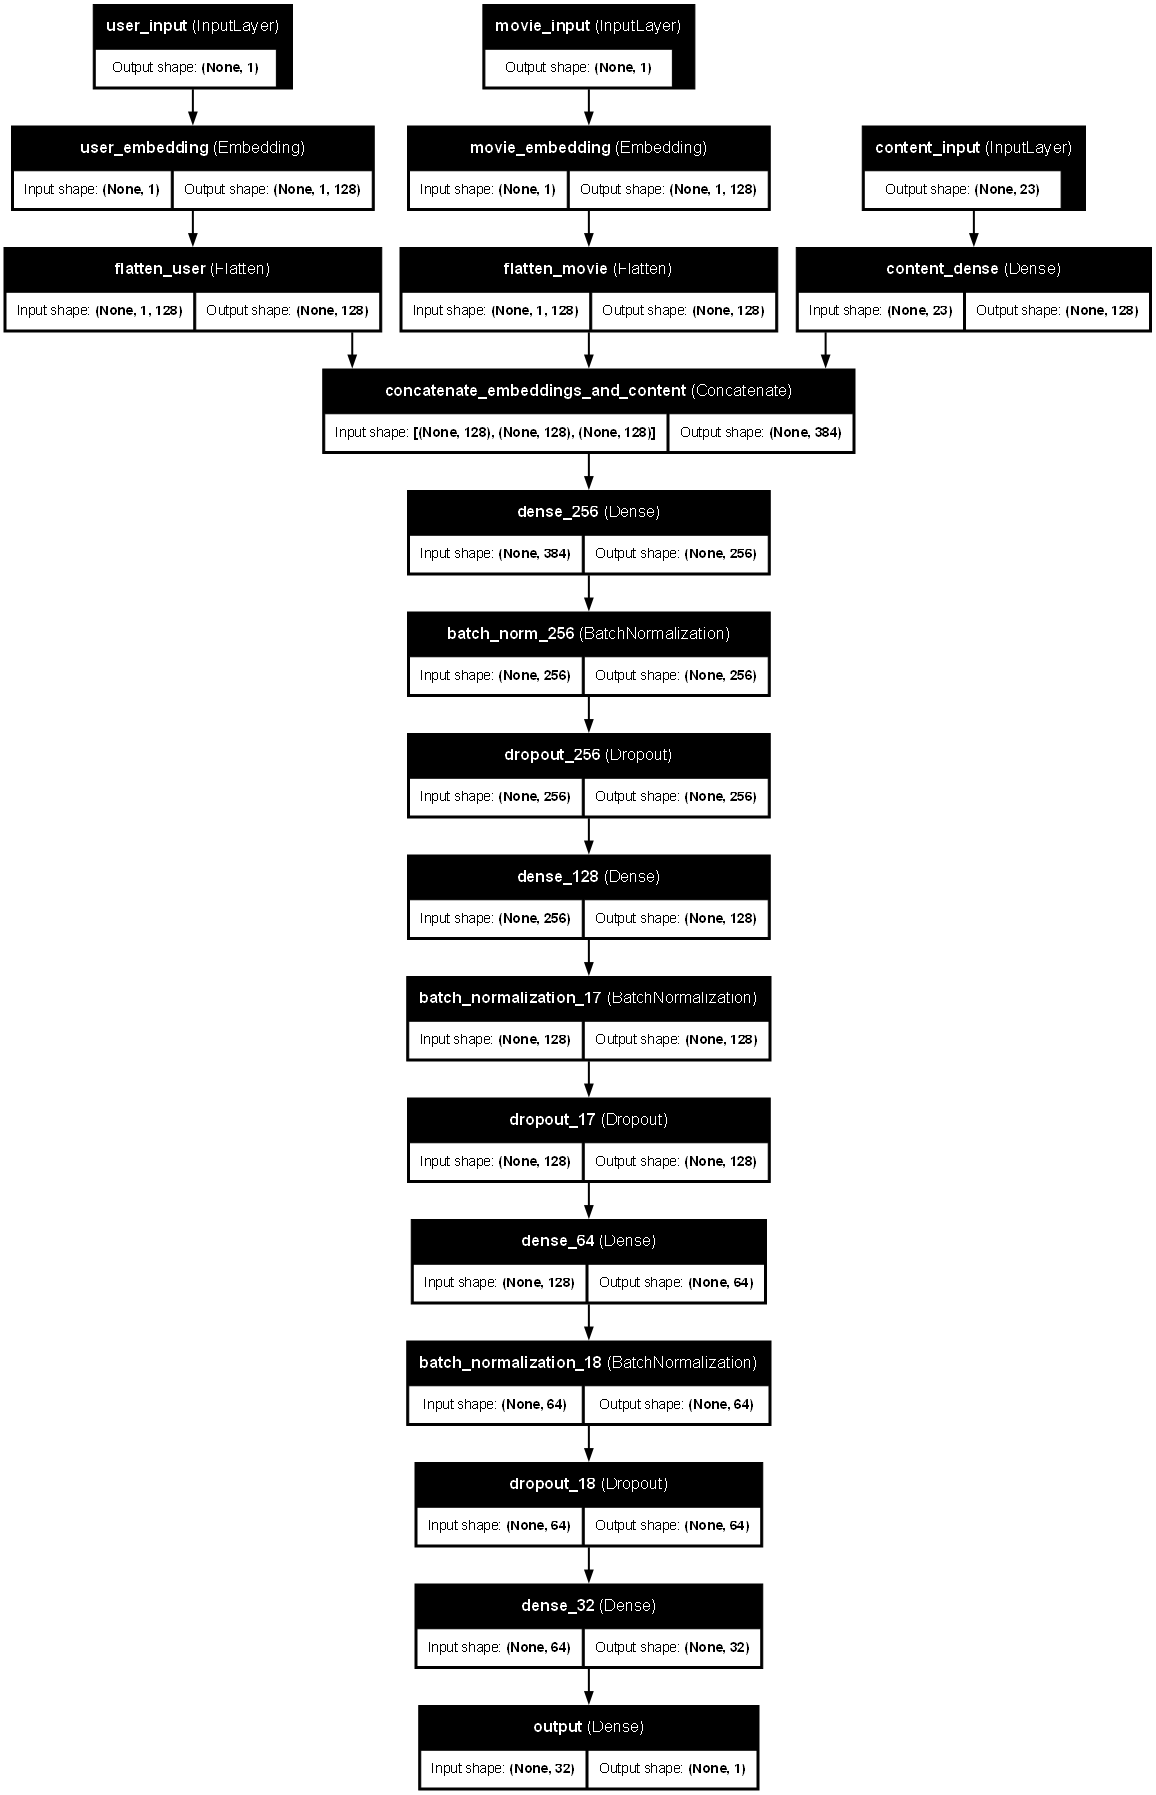 user_input (InputLayer)
Output shape: (None, 1)
movie_input (InputLayer)
Output shape: (None, 1)
user_embedding (Embedding)
Input shape: (None, 1) Output shape: (None, 1, 128)
movie_embedding (Embedding)
Input shape: (None, 1) Output shape: (None, 1, 128)
content_input (InputLayer)
Output shape: (None, 23)
flatten_user (Flatten)
Input shape: (None, 1, 128) Output shape: (None, 128)
flatten_movie (Flatten)
Input shape: (None, 1, 128) Output shape: (None, 128)
content_dense (Dense)
Input shape: (None, 23) Output shape: (None, 128)
concatenate_embeddings_and_content (Concatenate)
Input shape: [(None, 128), (None, 128), (None, 128)] Output shape: (None, 384)
dense_256 (Dense)
Input shape: (None, 384) Output shape: (None, 256)
batch_norm_256 (BatchNormalization)
Input shape: (None, 256) Output shape: (None, 256)
dropout_256 (Dropout)
Input shape: (None, 256) Output shape: (None, 256)
dense_128 (Dense)
Input shape: (None, 256) Output shape: (None, 128)
batch_normalization_17 (BatchNormalization)
Input shape: (None, 128) Output shape: (None, 128)
dropout_17 (Dropout)
Input shape: (None, 128) Output shape: (None, 128)
dense_64 (Dense)
Input shape: (None, 128) Output shape: (None, 64)
batch_normalization_18 (BatchNormalization)
Input shape: (None, 64) Output shape: (None, 64)
dropout_18 (Dropout)
Input shape: (None, 64) Output shape: (None, 64)
dense_32 (Dense)
Input shape: (None, 64) Output shape: (None, 32)
output (Dense)
Input shape: (None, 32) Output shape: (None, 1)